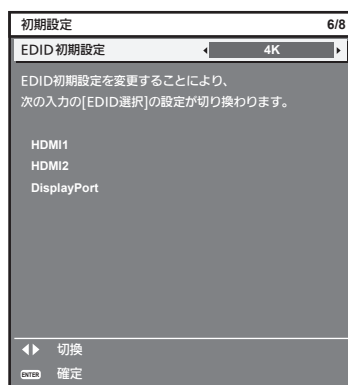 初期設定 6/8
EDID初期設定 4K
EDID初期設定を変更することにより、
次の入力の[EDID選択]の設定が切り換わります。
HDMI1
HDMI2
DisplayPort
切換
ENTER 確定